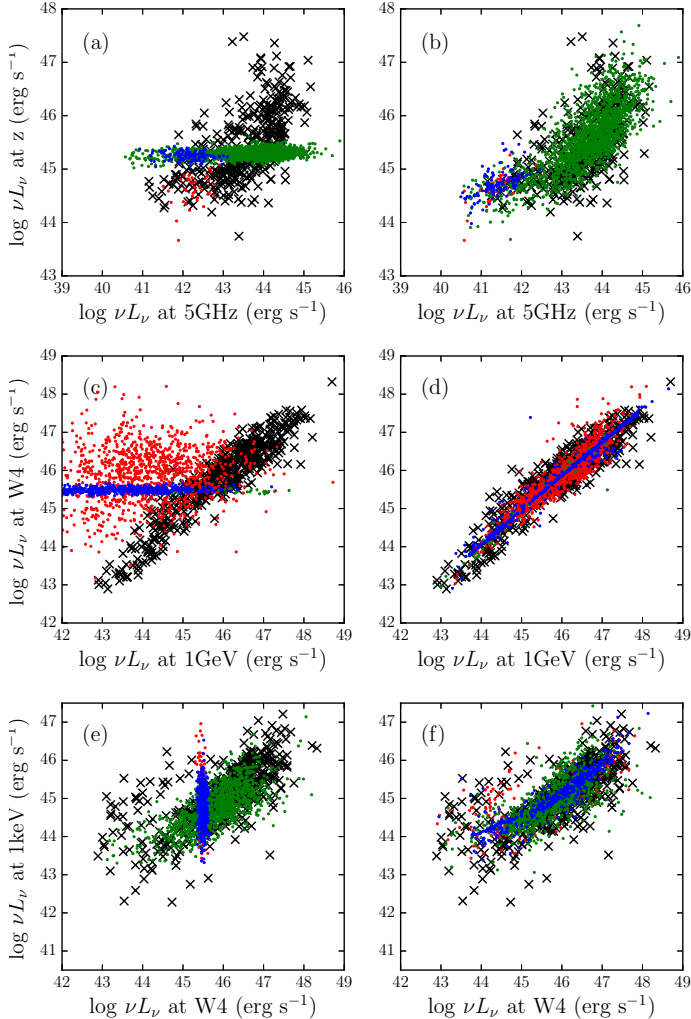 48
47
46
45
44
43
39 40 41 42 43 44 45 46
log νLν at z (erg s⁻¹)
log νLν at 5GHz (erg s⁻¹)
(a)
43
44
45
46
47
48
40 41 42 43 44 45 46
log νLν at 5GHz (erg s⁻¹)
(b)
49
48
47
46
45
44
43
42
42 43 44 45 46 47 48 49
log νLν at W4 (erg s⁻¹)
log νLν at 1GeV (erg s⁻¹)
(c)
49
48
47
46
45
44
43
42
42 43 44 45 46 47 48 49
log νLν at 1GeV (erg s⁻¹)
(d)
47
46
45
44
43
42
41
42 43 44 45 46 47 48 49
log νLν at 1keV (erg s⁻¹)
log νLν at W4 (erg s⁻¹)
(e)
47
46
45
44
43
42
41
42 43 44 45 46 47 48 49
log νLν at W4 (erg s⁻¹)
(f)